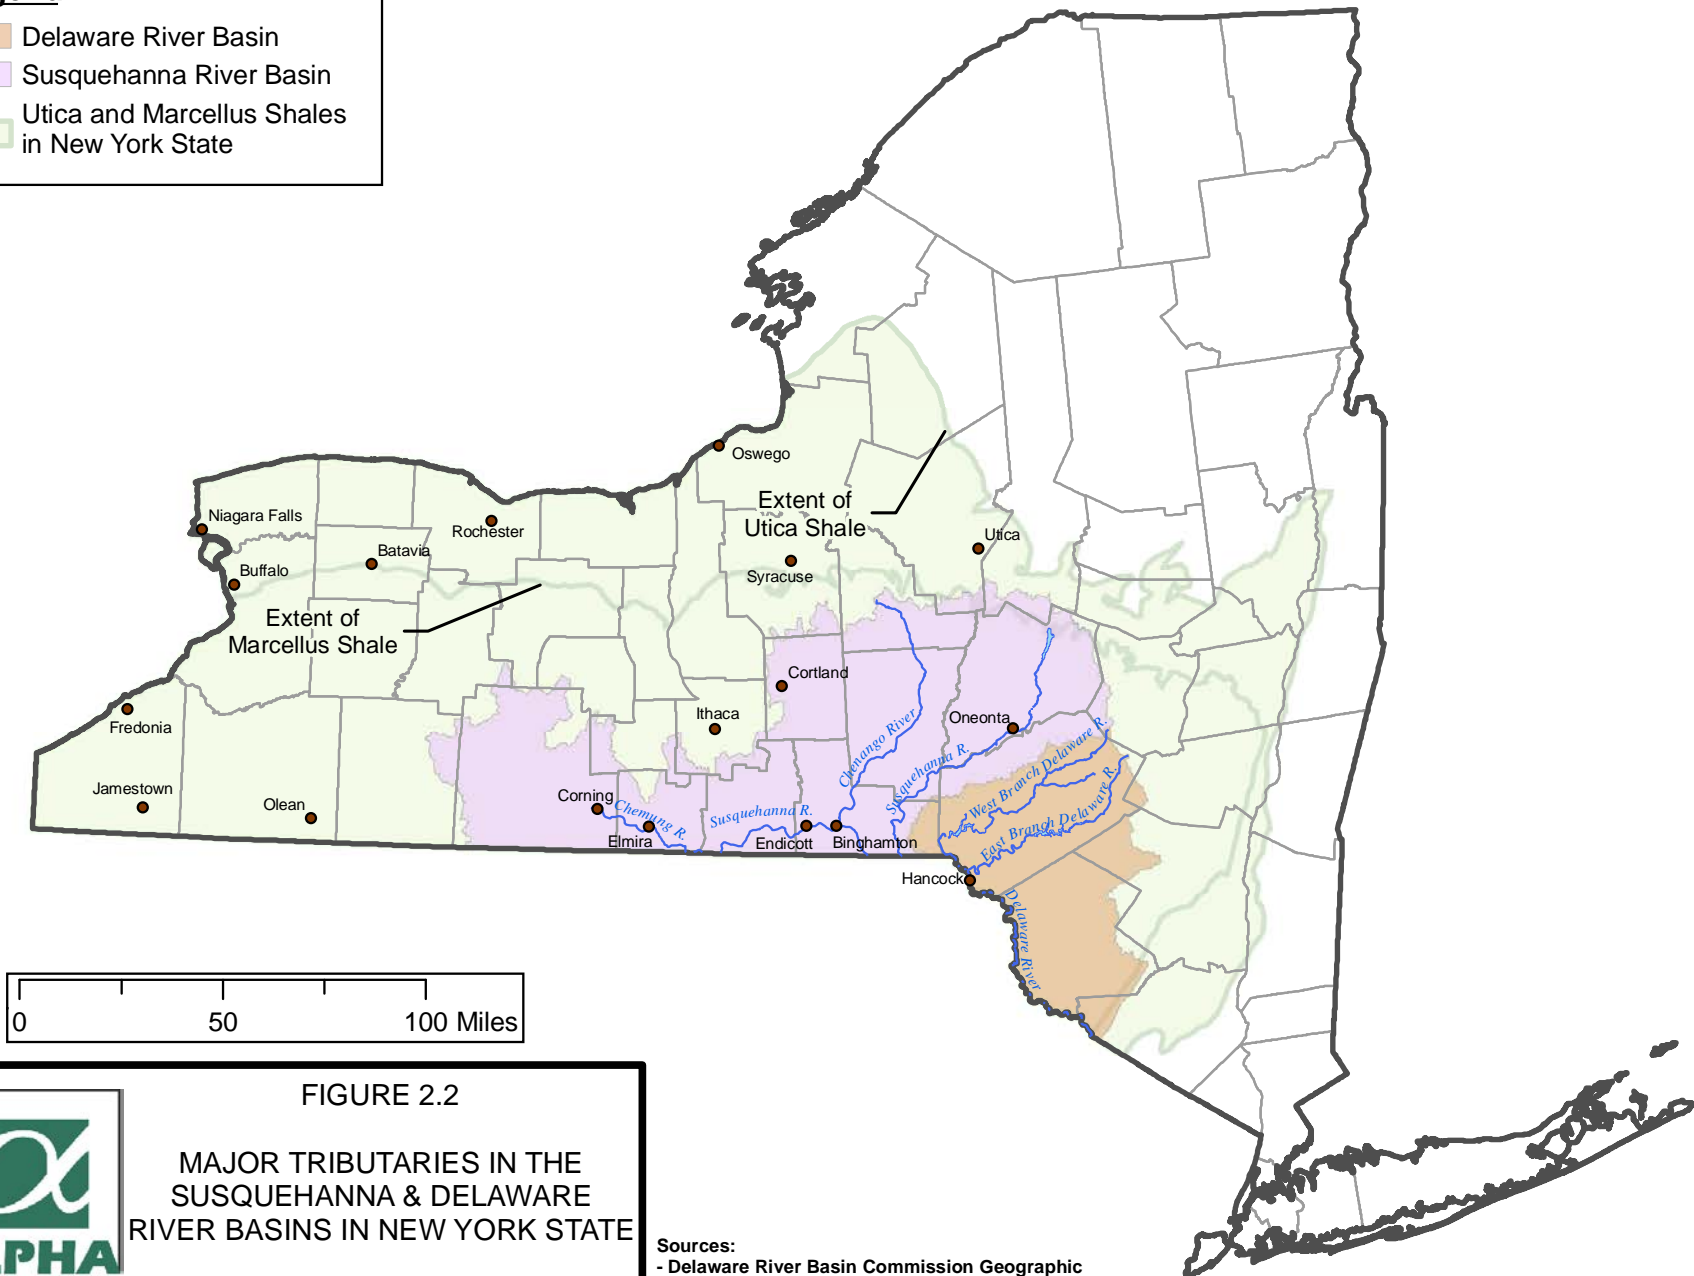 Delaware River Basin
Susquehanna River Basin
Utica and Marcellus Shales
in New York State
Oswego
Extent of
Utica Shale
Niagara Falls
Rochester
Utica
Batavia
Buffalo
Syracuse
Extent of
Marcellus Shale
Cortland
Ithaca
Fredonia
Oneonta
Chenango River
Susquehanna R.
West Branch Delaware R.
East Branch Delaware R.
Jamestown
Olean
Corning
Chemung R.
Elmira
Susquehanna R.
Endicott
Binghamton
Hancock
Delaware River
0 50 100 Miles
FIGURE 2.2
MAJOR TRIBUTARIES IN THE
SUSQUEHANNA & DELAWARE
RIVER BASINS IN NEW YORK STATE
LPHA
Sources:
- Delaware River Basin Commission Geographic